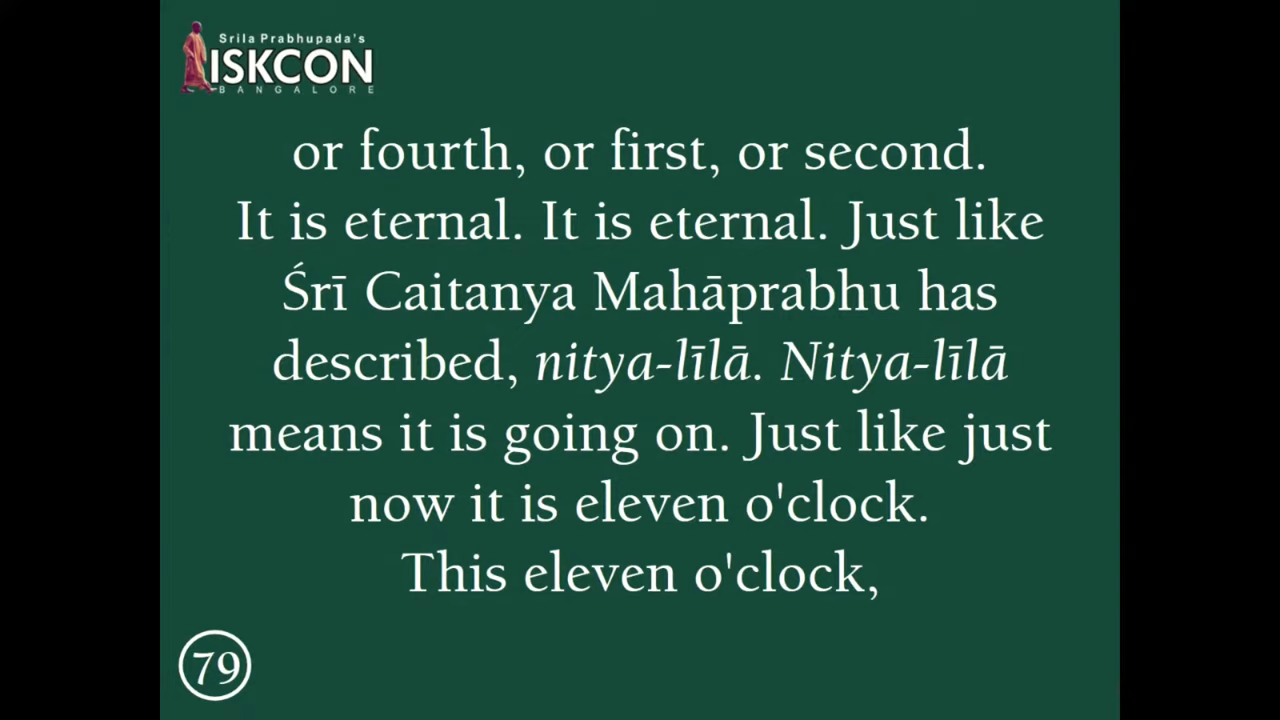 Srila Prabhupada's
ISKCON
BANGALORE
or fourth, or first, or second.
It is eternal. It is eternal. Just like
Śrī Caitanya Mahāprabhu has
described, nitya-līlā. Nitya-līlā
means it is going on. Just like just
now it is eleven o'clock.
This eleven o'clock,
79